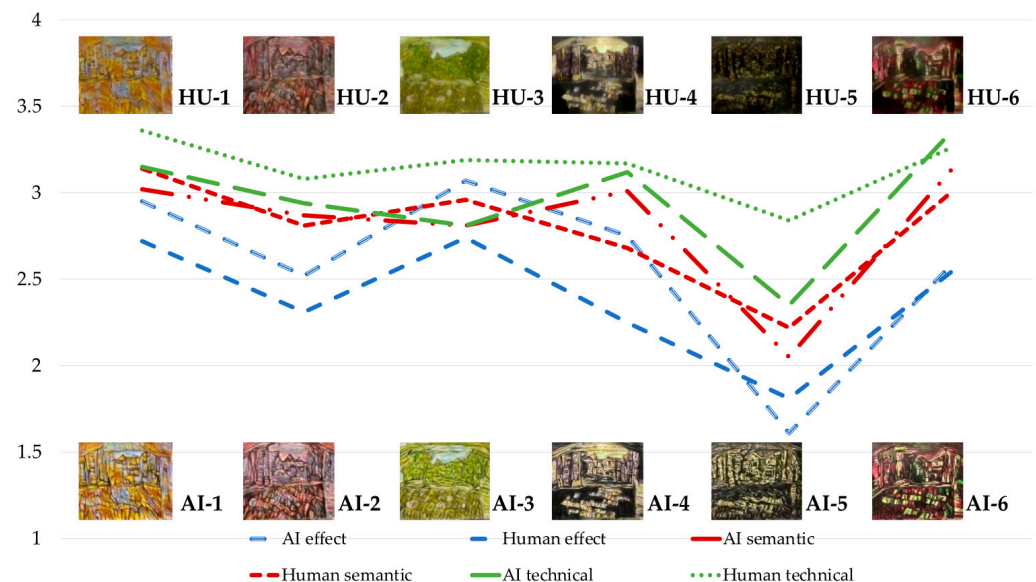 4
HU-1 HU-2 HU-3 HU-4 HU-5 HU-6
3.5
3
2.5
2
1.5
AI-1 AI-2 AI-3 AI-4 AI-5 AI-6
1
AI effect Human effect AI semantic
Human semantic AI technical Human technical